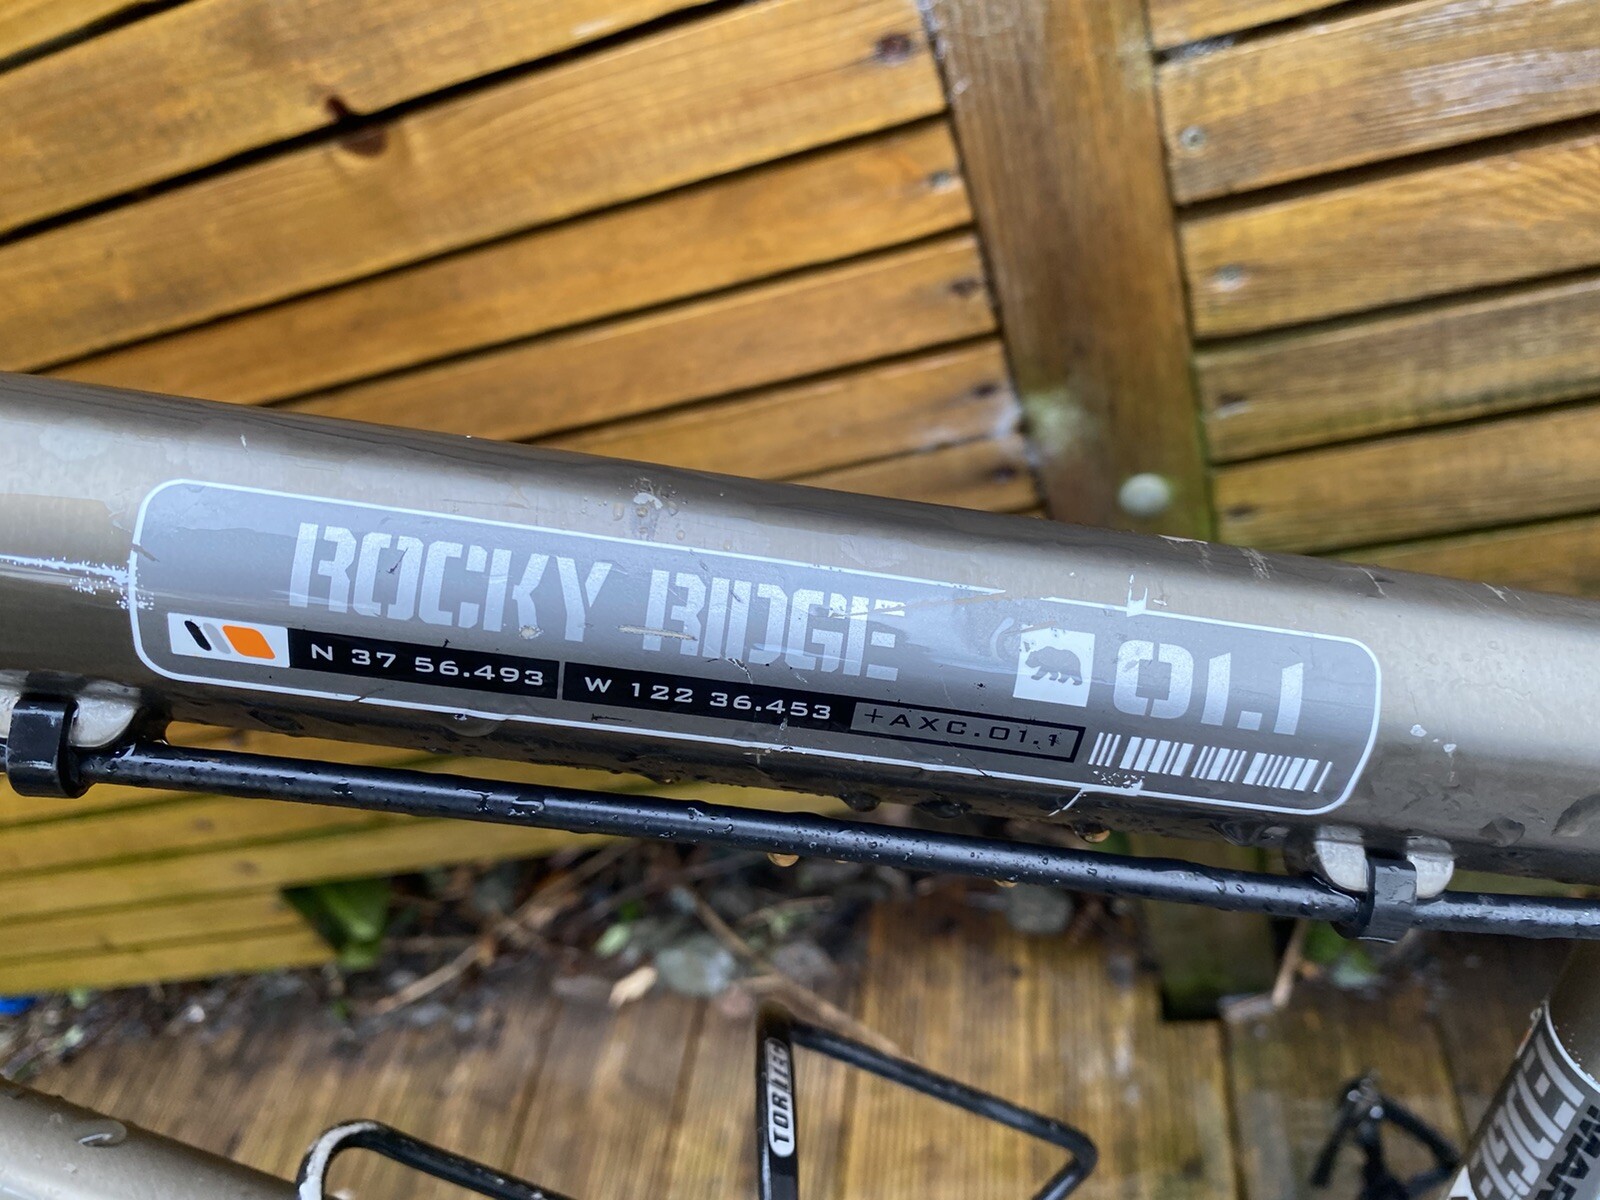 ROCKY RIDGE 01.1
N 37 56.493 W 122 36.453 +AXC.01.1
TORTEC